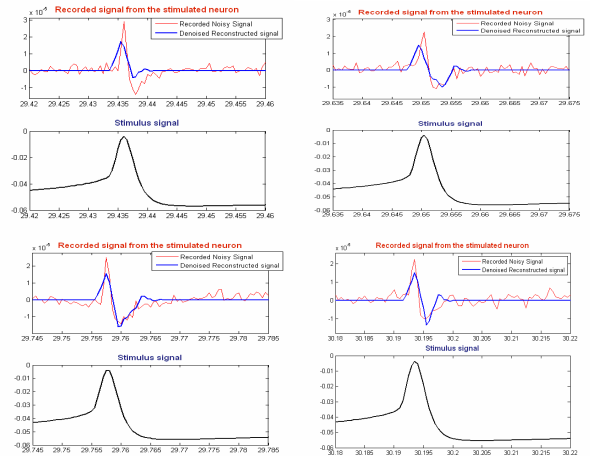 Recorded signal from the stimulated neuron
x 10
Recorded Noisy Signal
Denoised Reconstructed signal
3
2
1
0
-1
29.42 29.425 29.43 29.435 29.44 29.445 29.45 29.455 29.46
Stimulus signal
0
-0.02
-0.04
-0.06
29.42 29.425 29.43 29.435 29.44 29.445 29.45 29.455 29.46
Recorded signal from the stimulated neuron
x 10
Recorded Noisy Signal
Denoised Reconstructed signal
3
2
1
0
-1
29.635 29.64 29.645 29.65 29.655 29.66 29.665 29.67 29.675
Stimulus signal
0
-0.01
-0.02
-0.03
-0.04
-0.05
-0.06
29.635 29.64 29.645 29.65 29.655 29.66 29.665 29.67 29.675
Recorded signal from the stimulated neuron
x 10
Recorded Noisy Signal
Denoised Reconstructed signal
2
1
0
-1
29.745 29.75 29.755 29.76 29.765 29.77 29.775 29.78 29.785
Stimulus signal
0
-0.01
-0.02
-0.03
-0.04
-0.05
-0.06
29.745 29.75 29.755 29.76 29.765 29.77 29.775 29.78 29.785
Recorded signal from the stimulated neuron
x 10
Recorded Noisy Signal
Denoised Reconstructed signal
2
1
0
-1
30.18 30.185 30.19 30.195 30.2 30.205 30.21 30.215 30.22
Stimulus signal
0
-0.01
-0.02
-0.03
-0.04
-0.05
-0.06
30.18 30.185 30.19 30.195 30.2 30.205 30.21 30.215 30.22